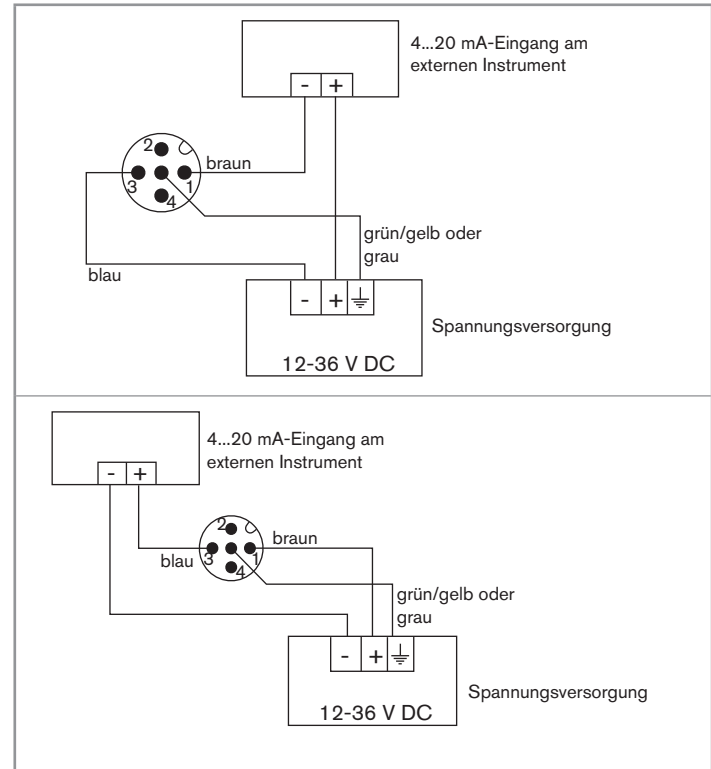 4...20 mA-Eingang am
externen Instrument
- +
2
braun
3
1
4
grün/gelb oder
grau
blau
- +
Spannungsversorgung
12-36 V DC
4...20 mA-Eingang am
externen Instrument
- +
2
braun
blau
3
1
4
grün/gelb oder
grau
- +
Spannungsversorgung
12-36 V DC